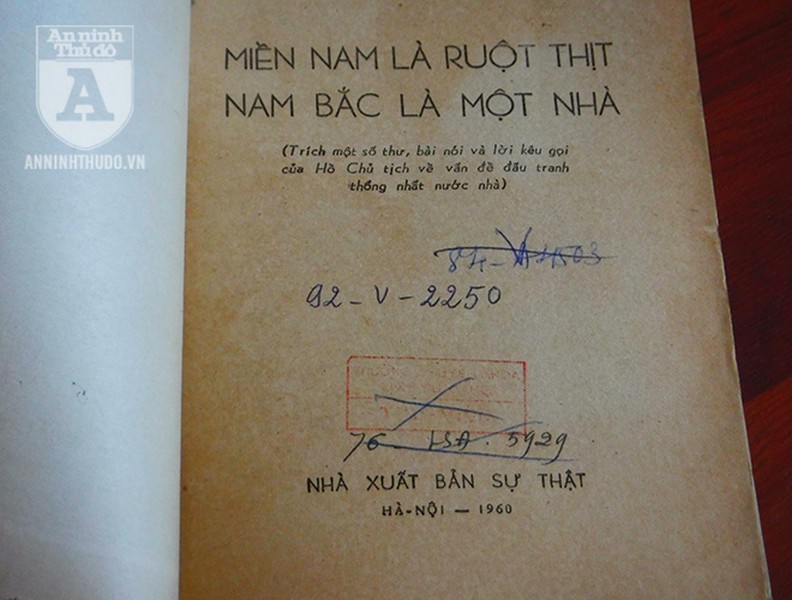 An ninh
Thủ đô
A
ANNINHTHUDO.VN
MIỀN NAM LÀ RUỘT THỊT
NAM BẮC LÀ MỘT NHÀ
(Trích một số thư, bài nói và lời kêu gọi
của Hồ Chủ tịch về vấn đề đấu tranh
thống nhất nước nhà)
92-V-2250
76 LSA. 5929
NHÀ XUẤT BẢN SỰ THẬT
HÀ-NỘI — 1960